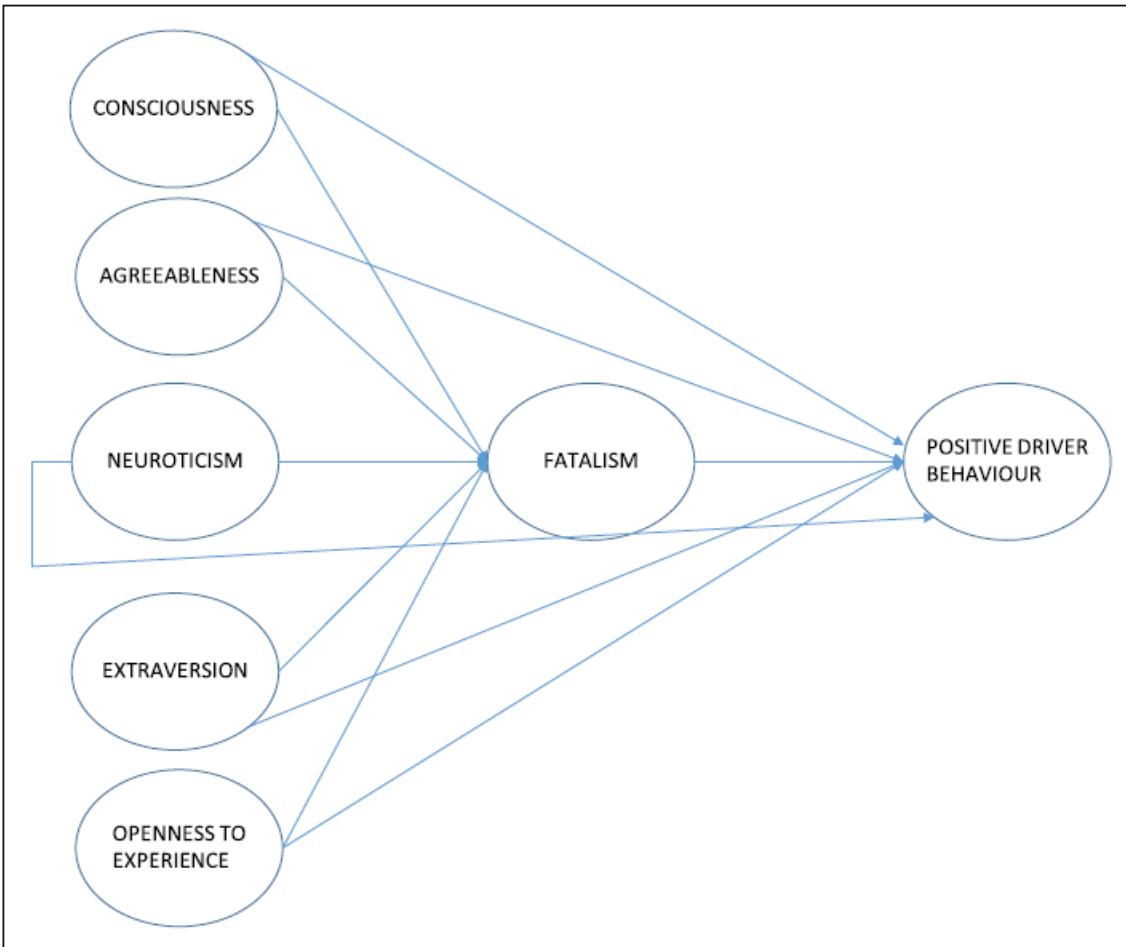 CONSCIOUSNESS
AGREEABLENESS
NEUROTICISM
FATALISM
POSITIVE DRIVER
BEHAVIOUR
EXTRAVERSION
OPENNESS TO
EXPERIENCE